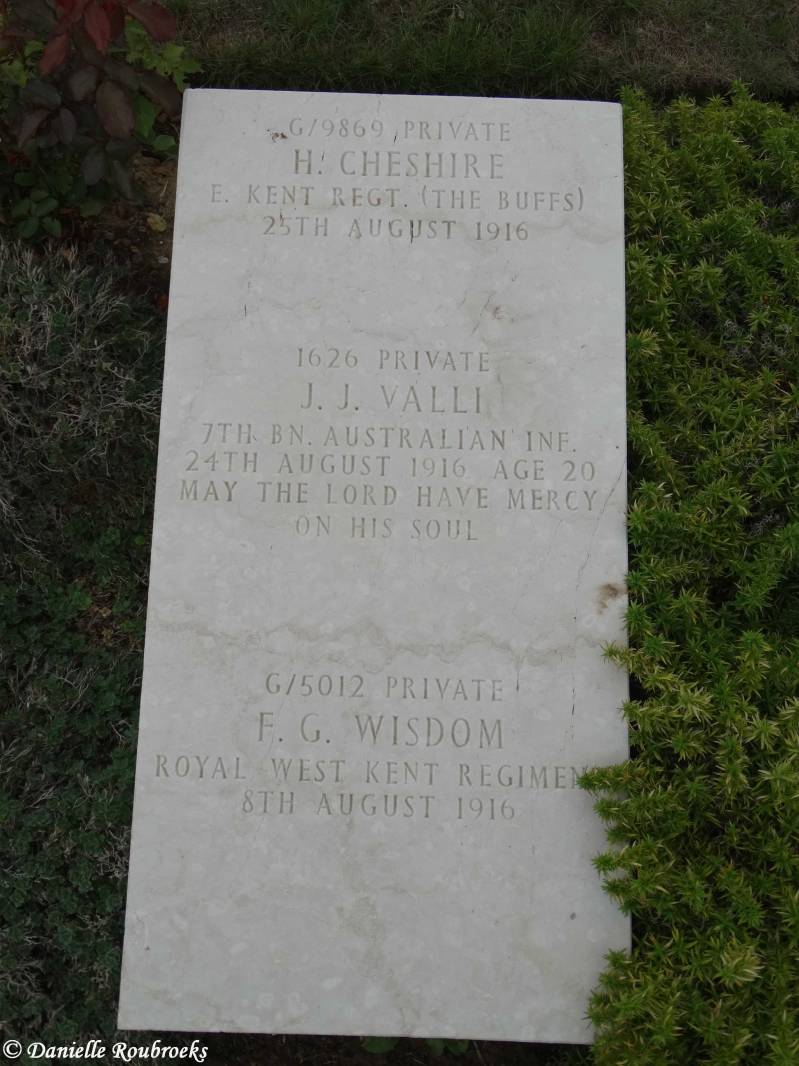 G/9869 PRIVATE
H. CHESHIRE
E. KENT REGT. (THE BUFFS)
25TH AUGUST 1916
1626 PRIVATE
J. J. VALLI
7TH BN. AUSTRALIAN INF.
24TH AUGUST 1916 AGE 20
MAY THE LORD HAVE MERCY
ON HIS SOUL
G/5012 PRIVATE
F. G. WISDOM
ROYAL WEST KENT REGIMENT
8TH AUGUST 1916
© Danielle Roubroeks